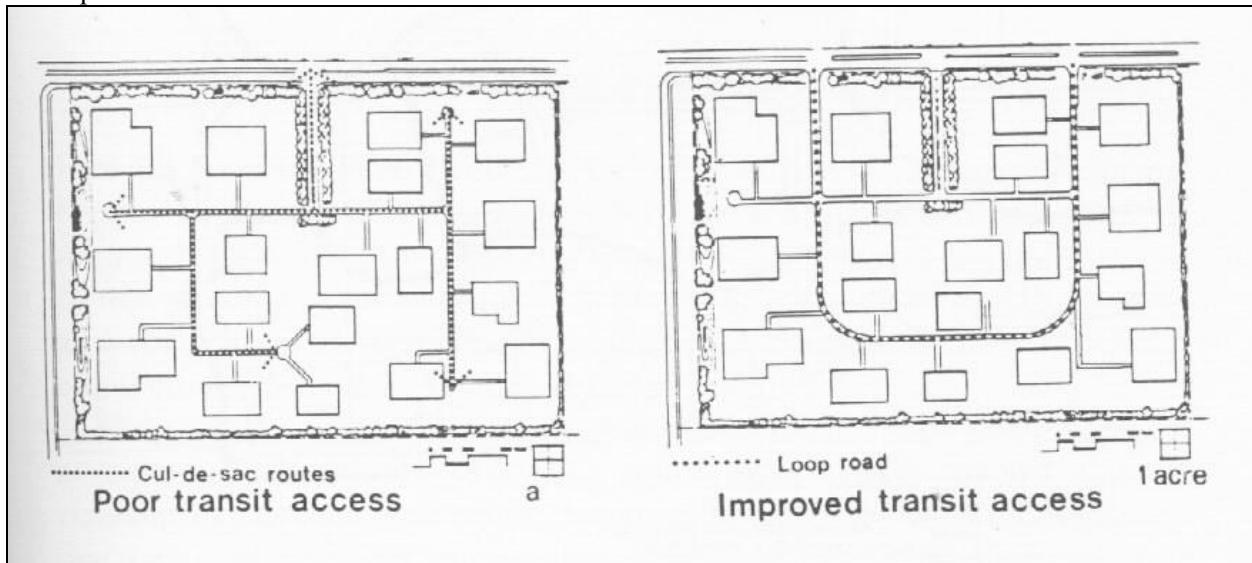 Cul-de-sac routes
Poor transit access
a
Loop road
Improved transit access
1 acre